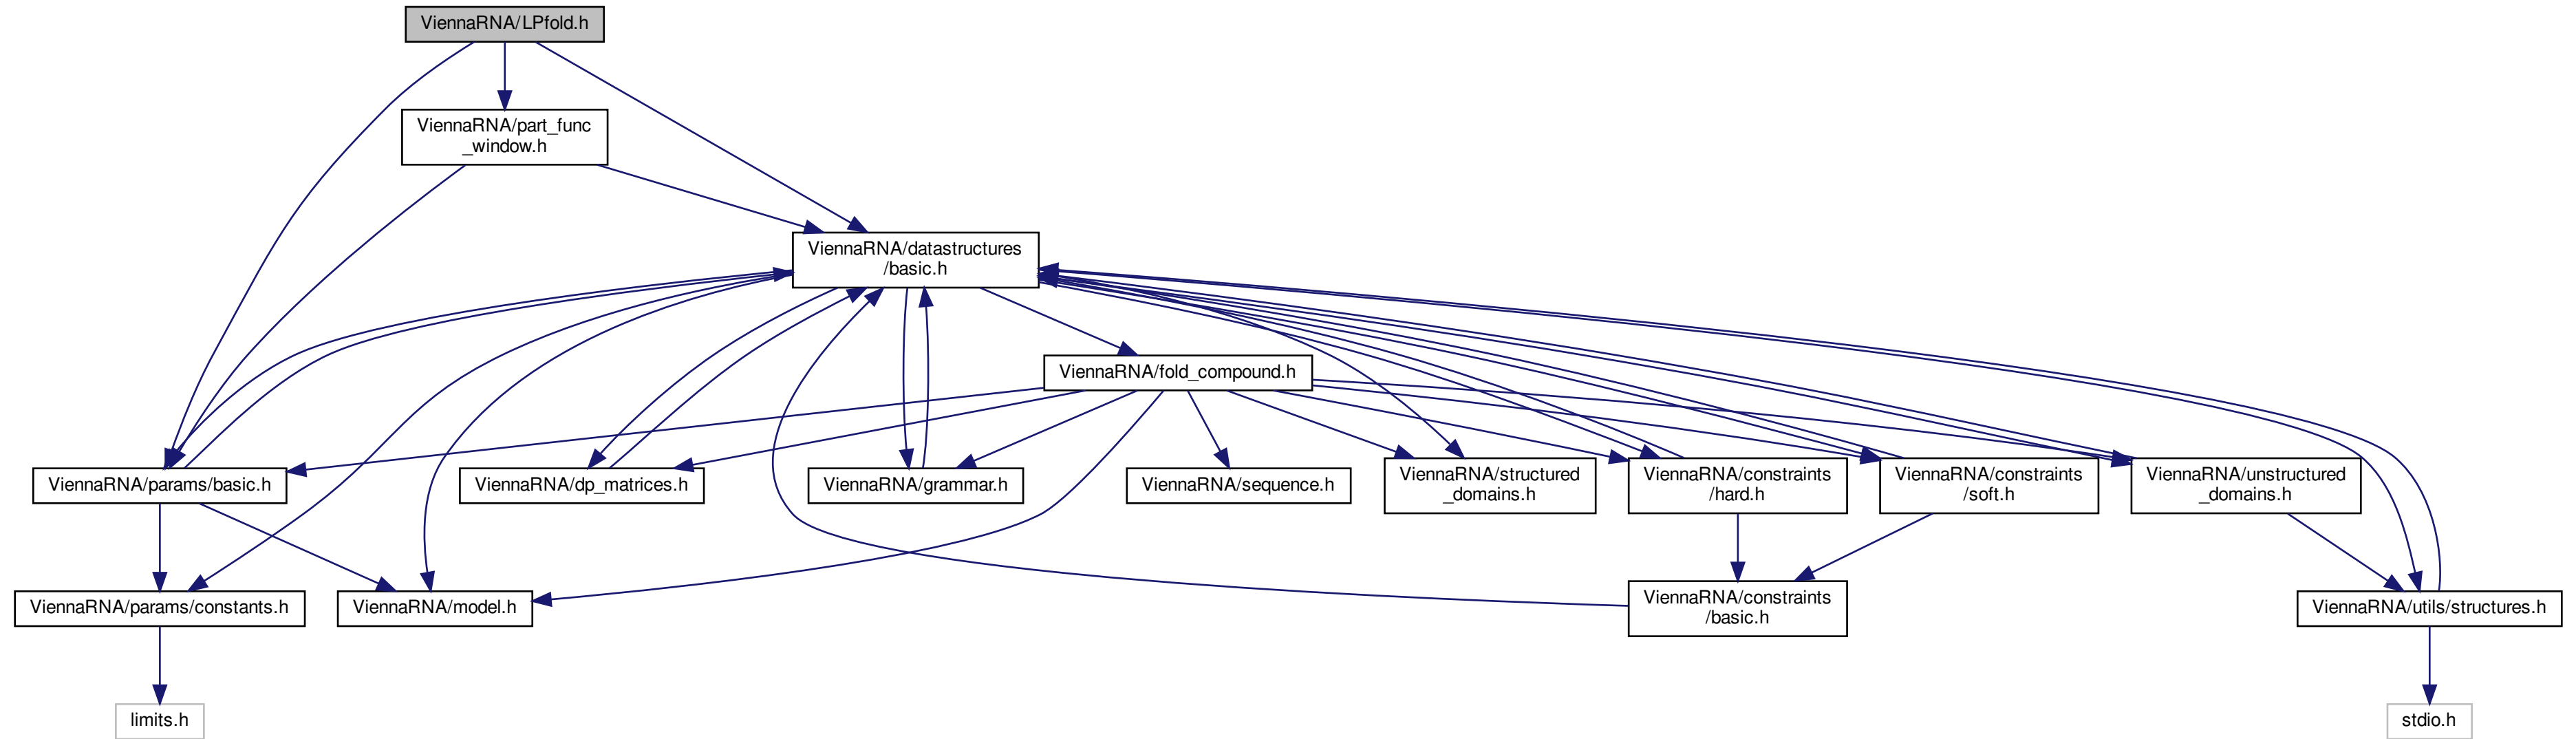 ViennaRNA/LPfold.h
ViennaRNA/part_func
_window.h
ViennaRNA/datastructures
/basic.h
ViennaRNA/fold_compound.h
ViennaRNA/params/basic.h
ViennaRNA/dp_matrices.h
ViennaRNA/grammar.h
ViennaRNA/sequence.h
ViennaRNA/structured
_domains.h
ViennaRNA/constraints
/hard.h
ViennaRNA/constraints
/soft.h
ViennaRNA/unstructured
_domains.h
ViennaRNA/params/constants.h
ViennaRNA/model.h
ViennaRNA/constraints
/basic.h
ViennaRNA/utils/structures.h
limits.h
stdio.h